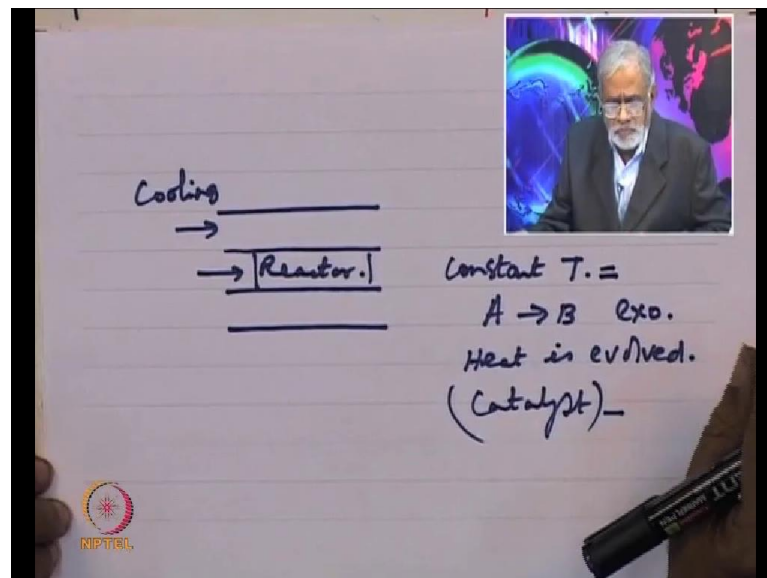 Cooling
→
→ |Reactor.|
Constant T. =
A → B exo.
Heat is evolved.
(Catalyst) –
NPTEL